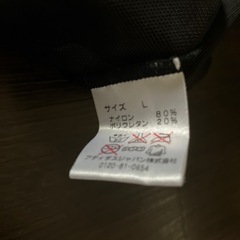 サイズ L
ナイロン 80%
ポリウレタン 20%
アディダスジャパン株式会社
0120-81-0654